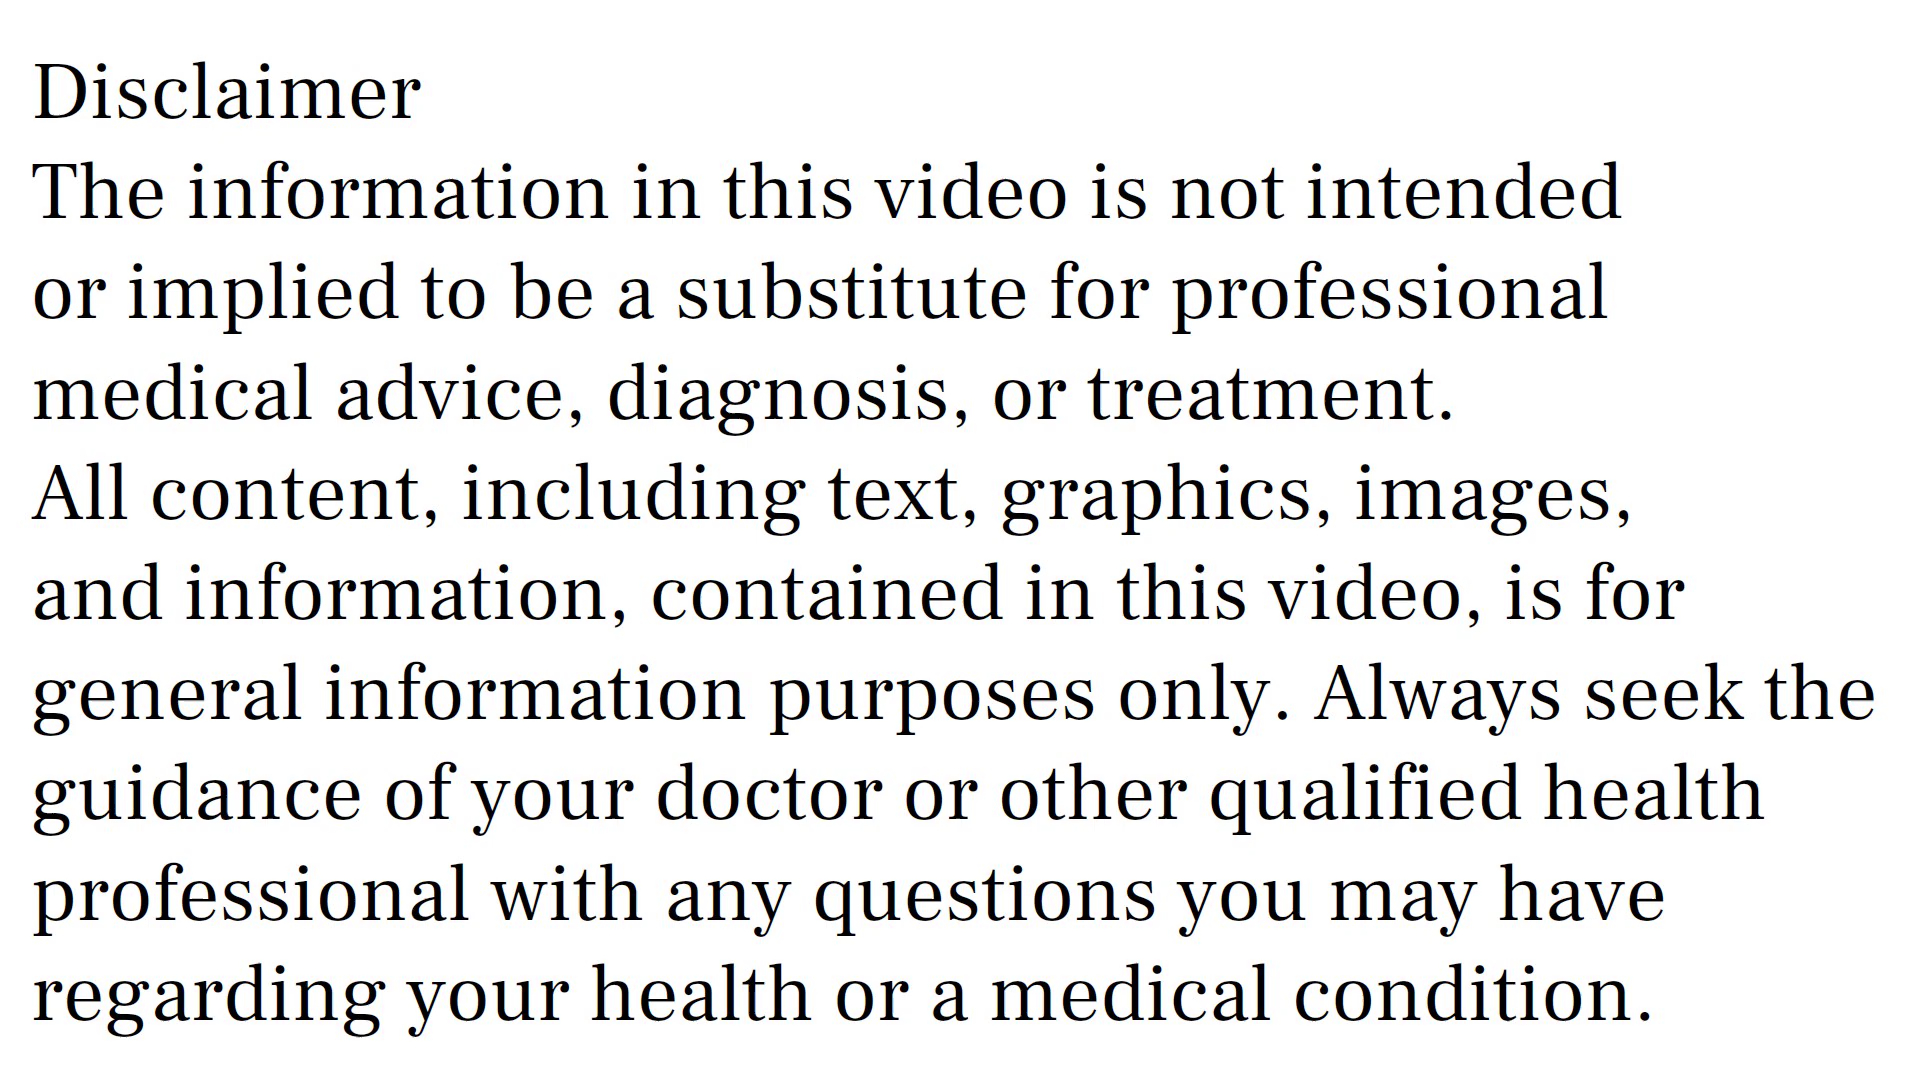 Disclaimer
The information in this video is not intended
or implied to be a substitute for professional
medical advice, diagnosis, or treatment.
All content, including text, graphics, images,
and information, contained in this video, is for
general information purposes only. Always seek the
guidance of your doctor or other qualified health
professional with any questions you may have
regarding your health or a medical condition.